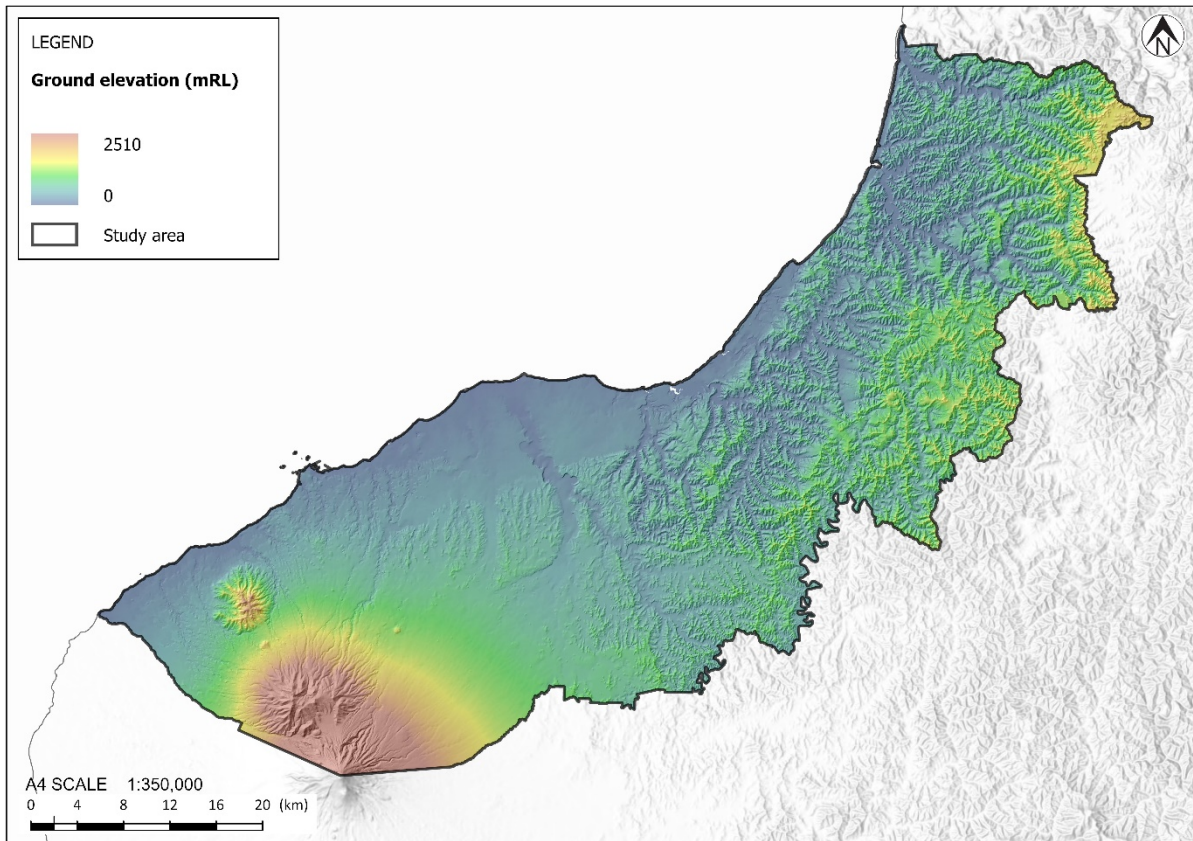 LEGEND
Ground elevation (mRL)
2510
0
Study area
N
A4 SCALE 1:350,000
0 4 8 12 16 20 (km)